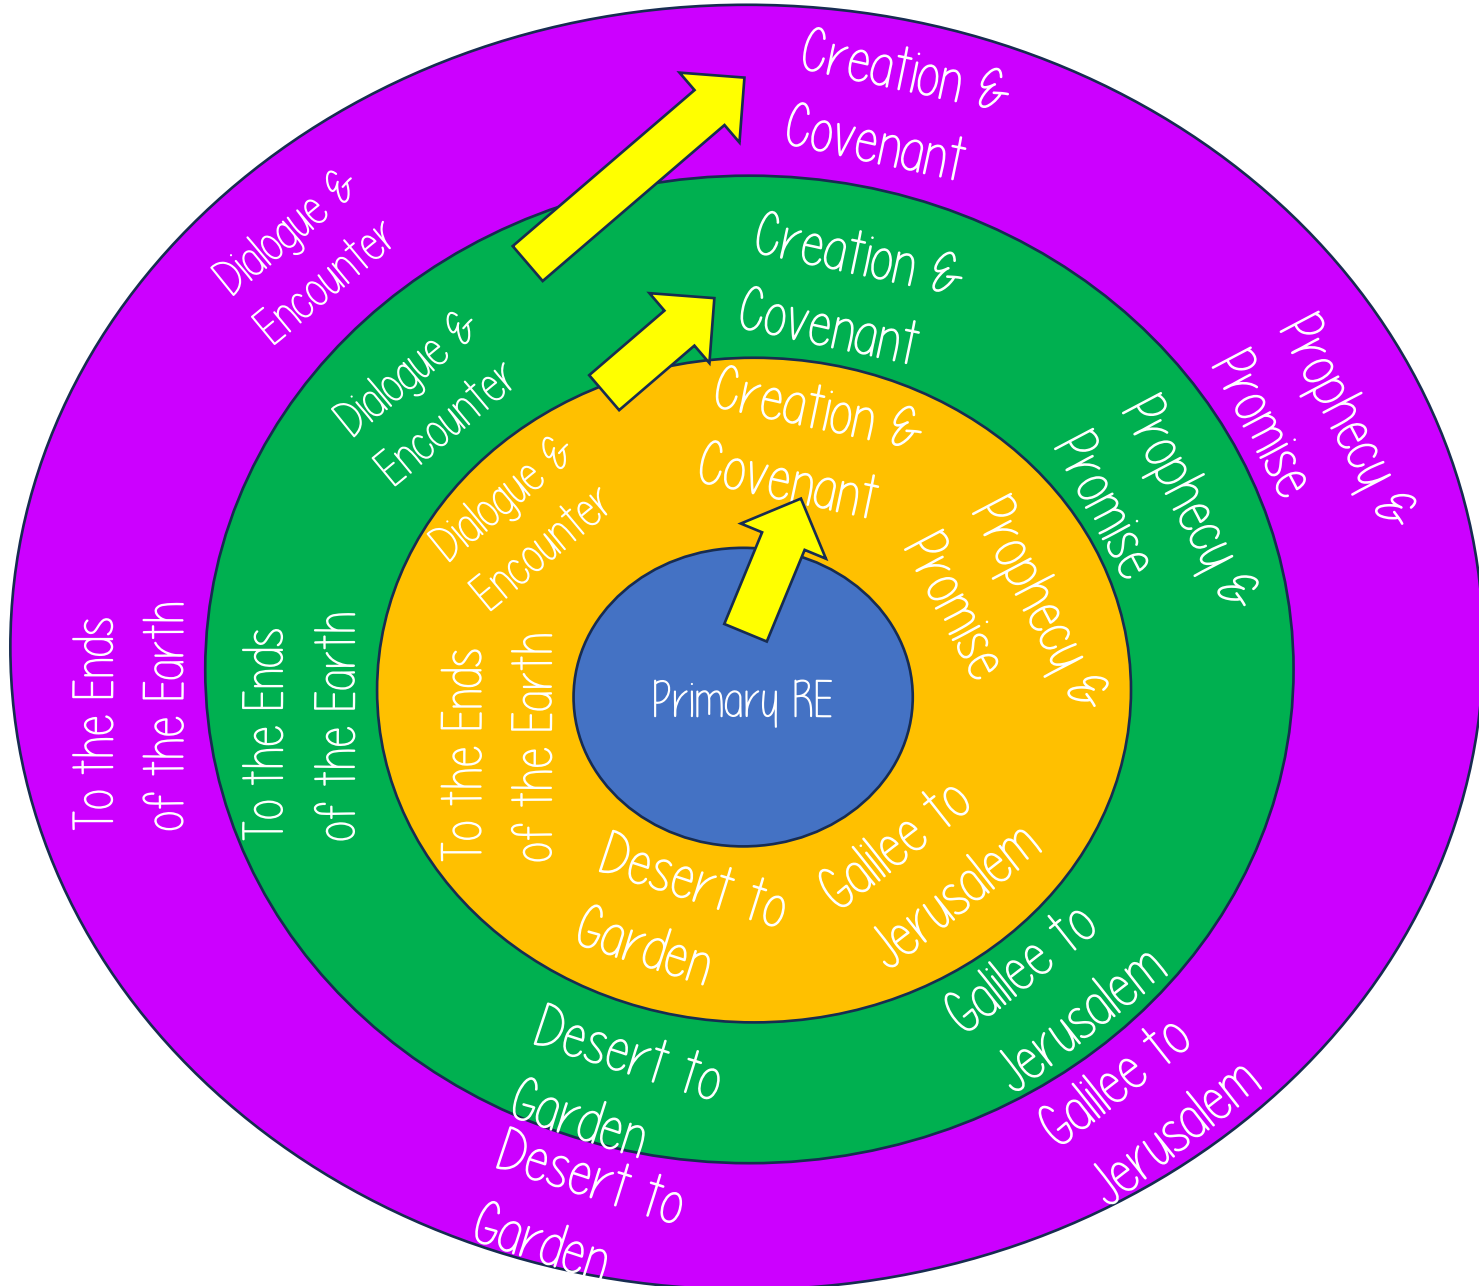 Creation &
Covenant
Prophecy &
Promise
Galilee to
Jerusalem
Desert to
Garden
To the Ends
of the Earth
Dialogue &
Encounter
Creation &
Covenant
Prophecy &
Promise
Galilee to
Jerusalem
Desert to
Garden
To the Ends
of the Earth
Dialogue &
Encounter
Creation &
Covenant
Prophecy &
Promise
Galilee to
Jerusalem
Desert to
Garden
To the Ends
of the Earth
Dialogue &
Encounter
Primary RE